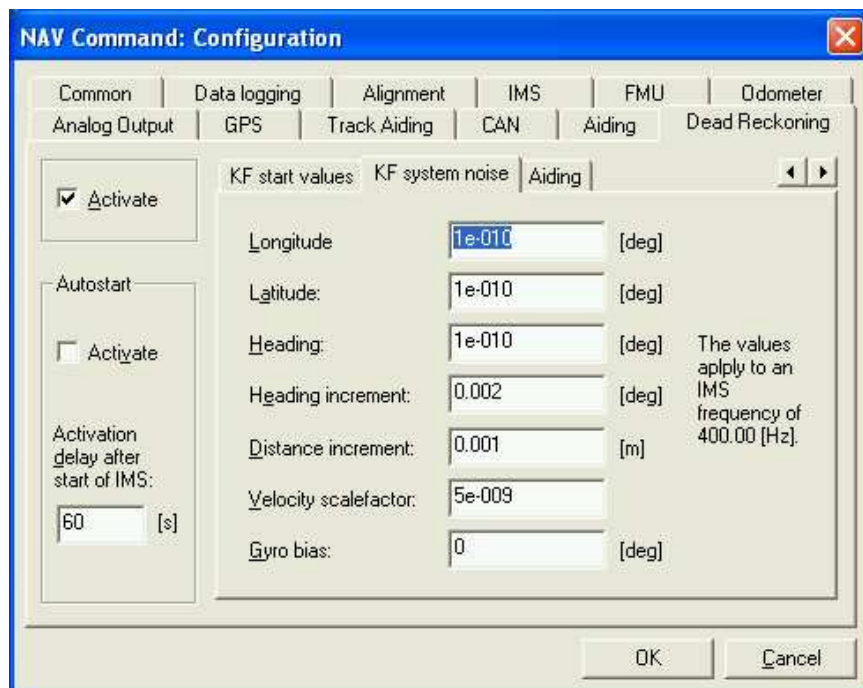 NAV Command: Configuration
Common Data logging Alignment IMS FMU Odometer
Analog Output GPS Track Aiding CAN Aiding Dead Reckoning
Activate
Autostart
Activate
Activation
delay after
start of IMS:
60 [s]
KF start values KF system noise Aiding
Longitude 1e-010 [deg]
Latitude: 1e-010 [deg]
Heading: 1e-010 [deg]
Heading increment: 0.002 [deg]
Distance increment: 0.001 [m]
Velocity scalefactor: 5e-009
Gyro bias: 0 [deg]
The values
aplply to an
IMS
frequency of
400.00 [Hz].
OK Cancel